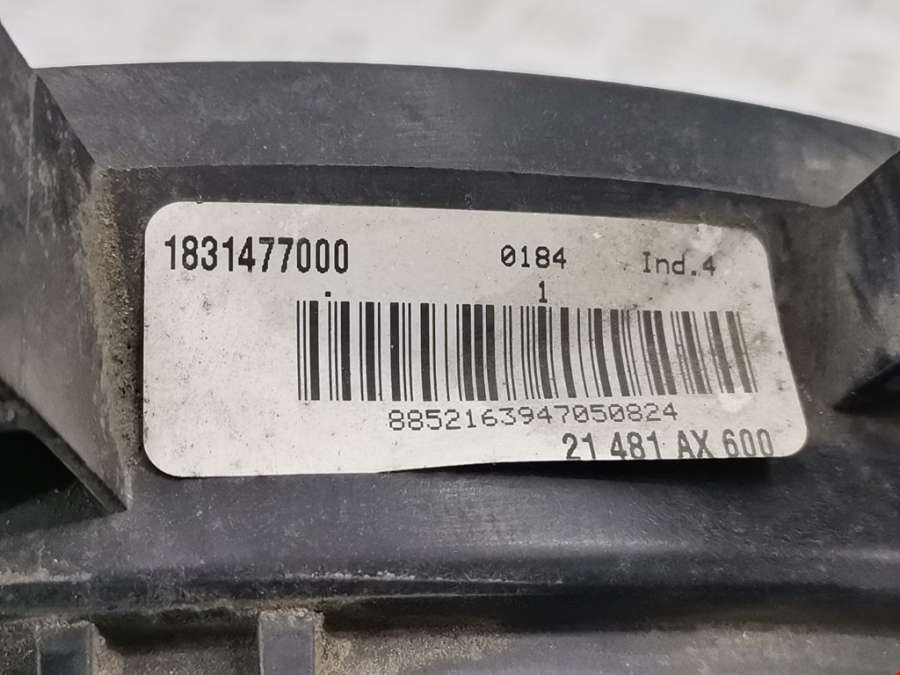 1831477000 0184 Ind.4
1
8852163947050824
21 481 AX 600